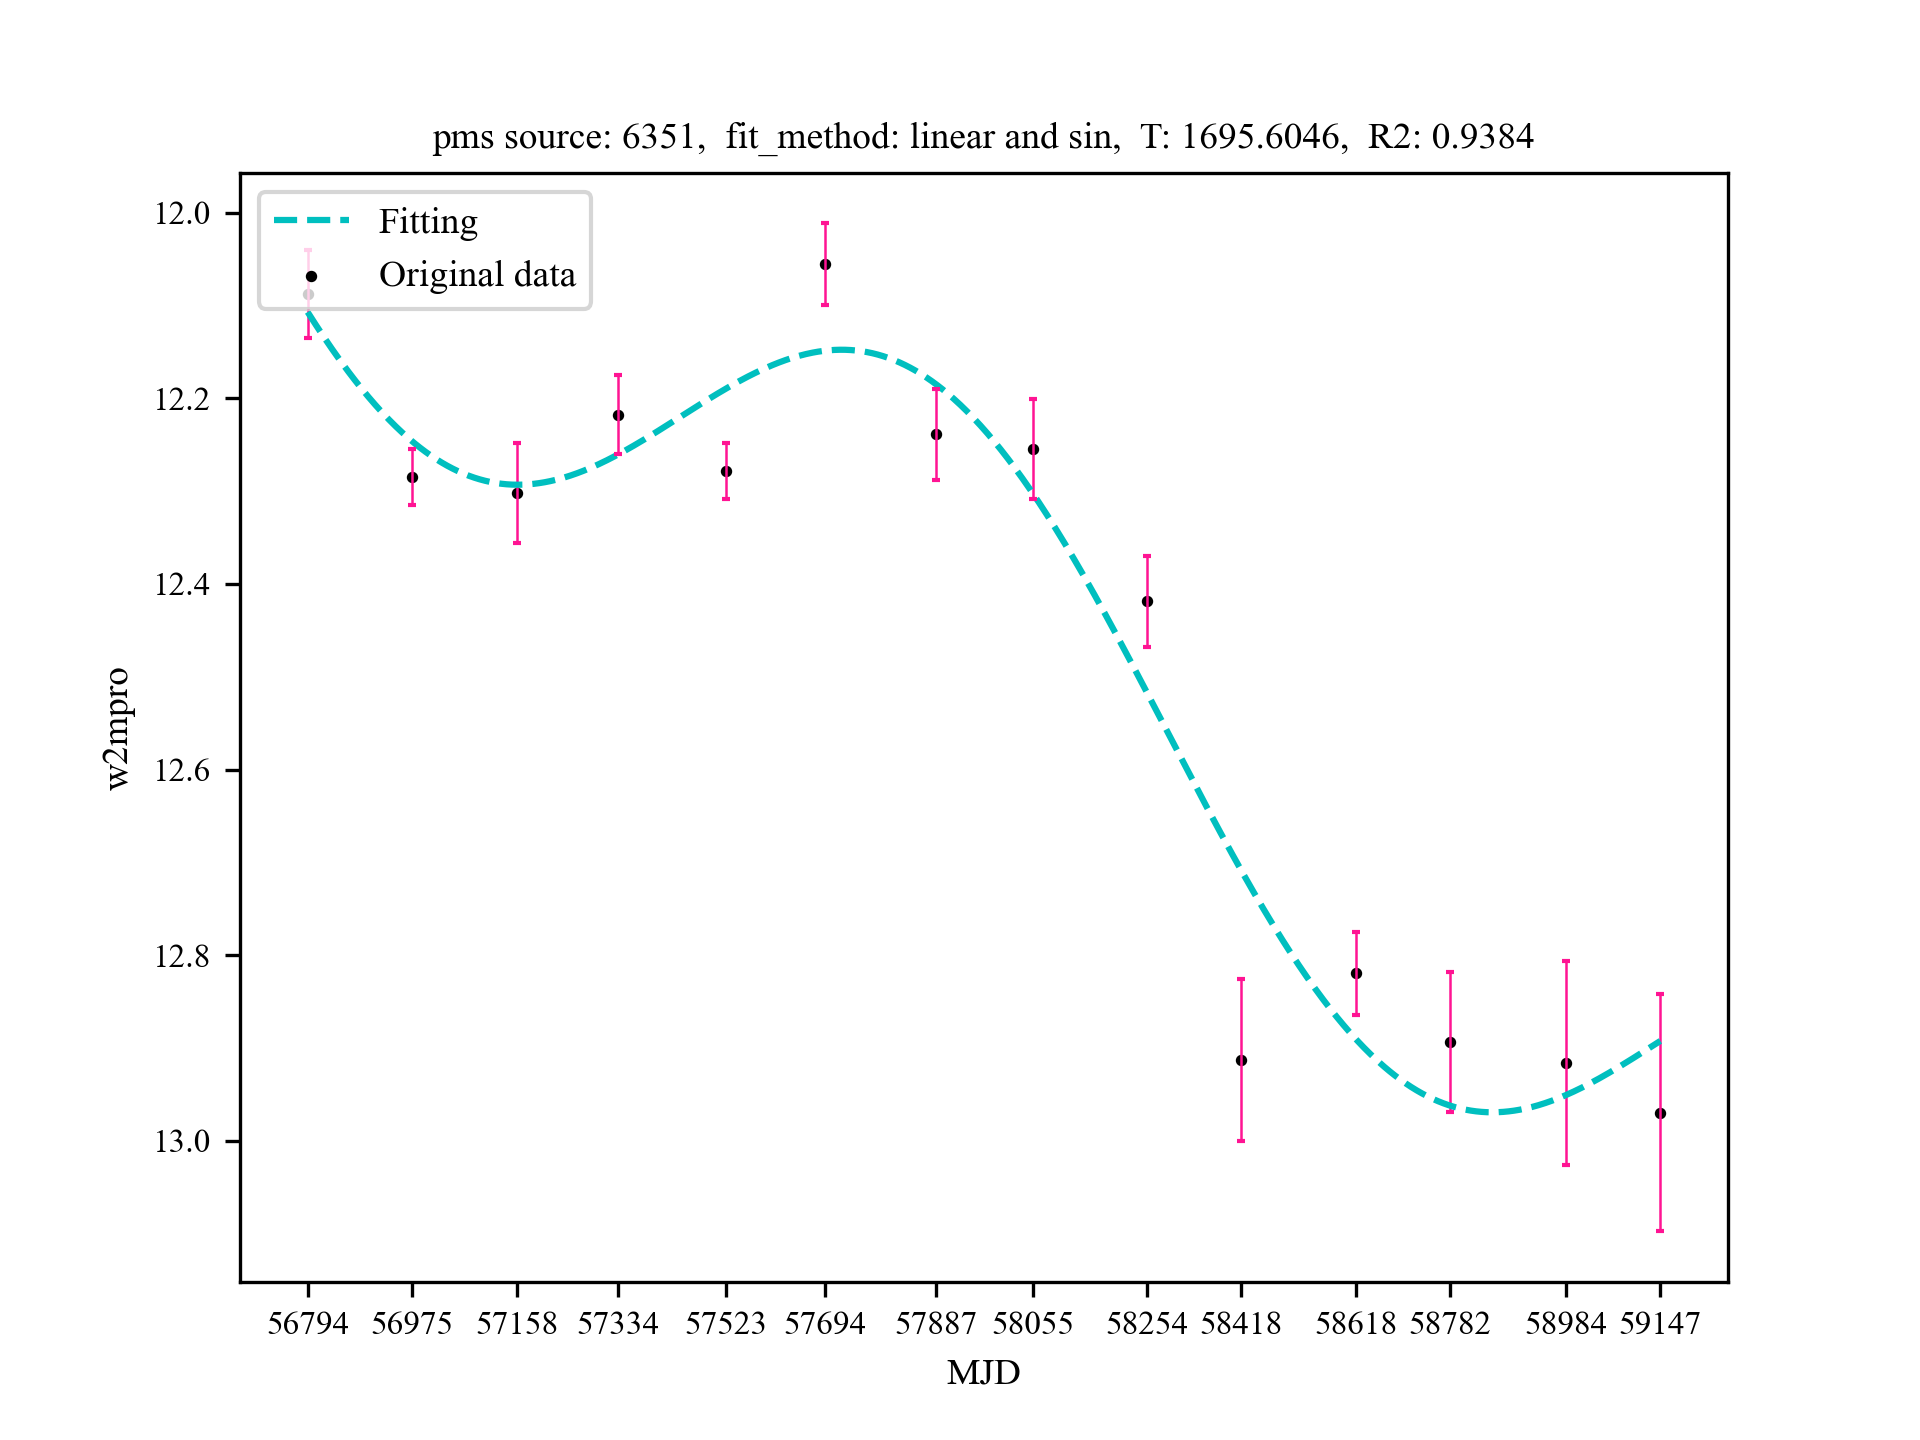 pms source: 6351, fit_method: linear and sin, T: 1695.6046, R2: 0.9384
Fitting
Original data
12.0
12.2
12.4
12.6
12.8
13.0
w2mpro
56794 56975 57158 57334 57523 57694 57887 58055 58254 58418 58618 58782 58984 59147
MJD